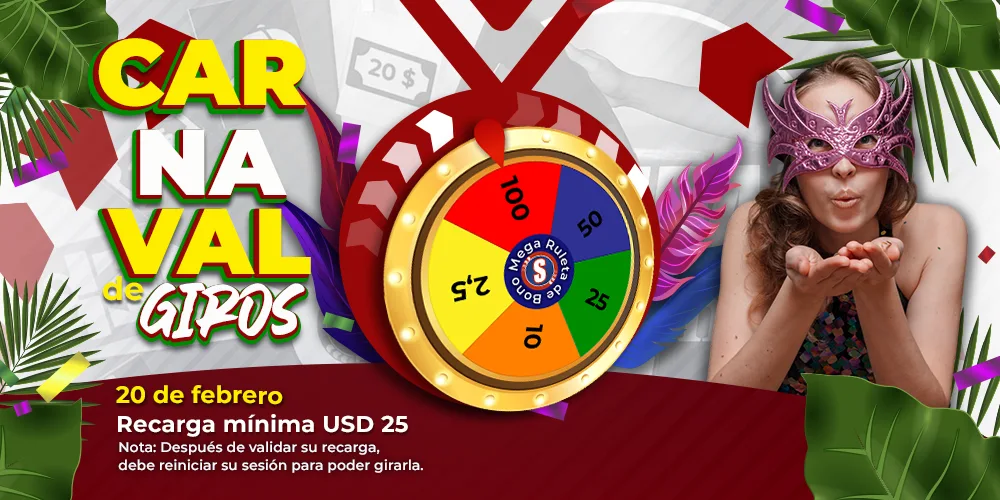 CAR
NA
VAL
de GIROS
20 $
100
50
25
10
2,5
Mega Ruleta
de Bono
S
20 de febrero
Recarga mínima USD 25
Nota: Después de validar su recarga,
debe reiniciar su sesión para poder girarla.